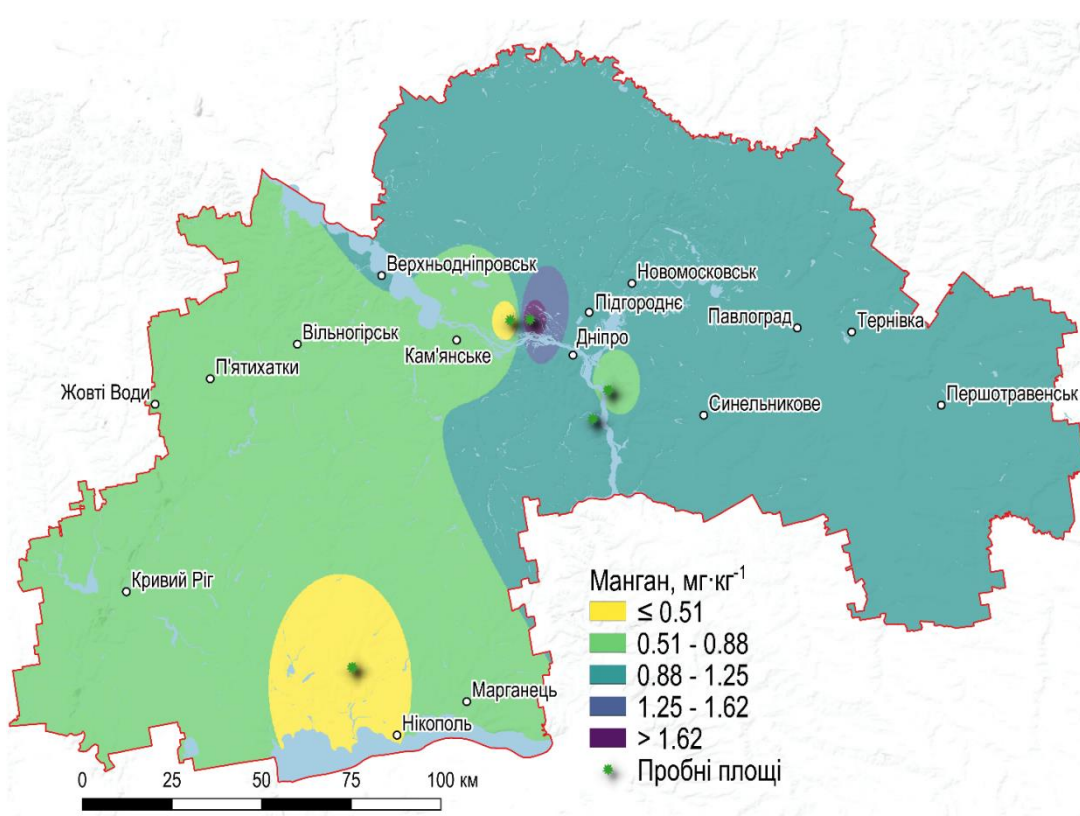 Верхньодніпровськ
Новомосковськ
Підгороднє
Павлоград
Тернівка
Вільногірськ
Дніпро
Кам'янське
П'ятихатки
Жовті Води
Синельникове
Першотравенськ
Кривий Ріг
Марганець
Нікополь
Манган, мг·кг⁻¹
≤ 0.51
0.51 - 0.88
0.88 - 1.25
1.25 - 1.62
> 1.62
Пробні площі
0 25 50 75 100 км